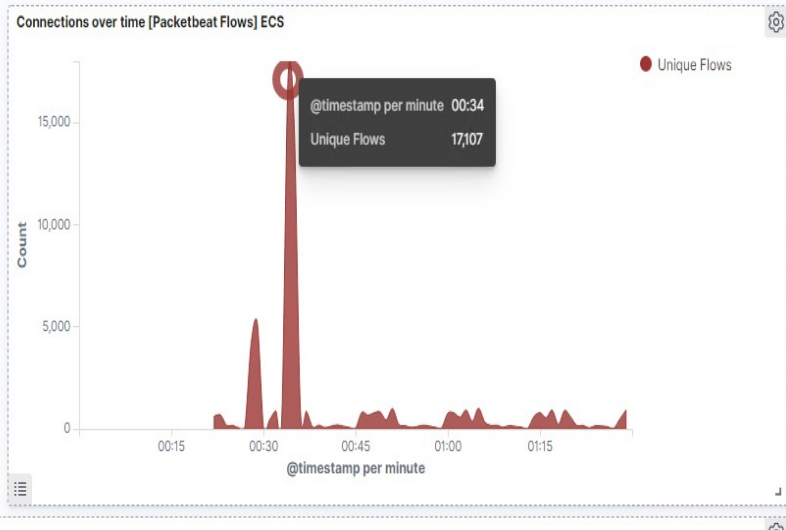 Connections over time [Packetbeat Flows] ECS
Unique Flows
@timestamp per minute 00:34
Unique Flows 17,107
15,000
10,000
5,000
0
Count
00:15 00:30 00:45 01:00 01:15
@timestamp per minute